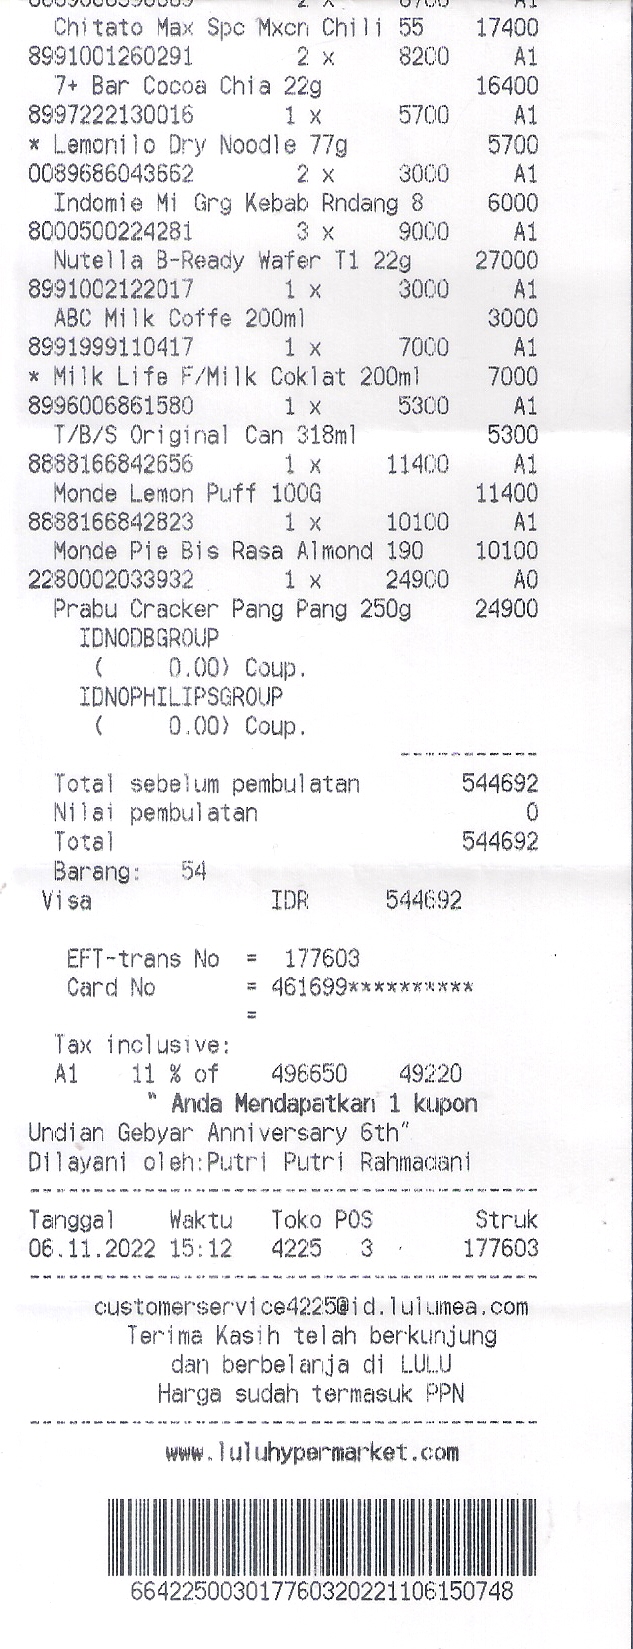 2 x 8700 A1
Chitato Max Spc Mxcn Chili 55 17400
8991001260291 2 x 8200 A1
7+ Bar Cocoa Chia 22g 16400
8997222130016 1 x 5700 A1
* Lemonilo Dry Noodle 77g 5700
0089686043662 2 x 3000 A1
Indomie Mi Grg Kebab Rndang 8 6000
8000500224281 3 x 9000 A1
Nutella B-Ready Wafer T1 22g 27000
8991002122017 1 x 3000 A1
ABC Milk Coffe 200ml 3000
8991999110417 1 x 7000 A1
* Milk Life F/Milk Coklat 200ml 7000
8996006861580 1 x 5300 A1
T/B/S Original Can 318ml 5300
8888166842656 1 x 11400 A1
Monde Lemon Puff 100G 11400
8888166842823 1 x 10100 A1
Monde Pie Bis Rasa Almond 190 10100
2280002033932 1 x 24900 A0
Prabu Cracker Pang Pang 250g 24900
IDNODBGROUP
( 0.00) Coup.
IDNOPHILIPSGROUP
( 0.00) Coup.
Total sebelum pembulatan 544692
Nilai pembulatan 0
Total 544692
Barang: 54
Visa IDR 544692
EFT-trans No = 177603
Card No = 461699**********
=
Tax inclusive:
A1 11 % of 496650 49220
" Anda Mendapatkan 1 kupon
Undian Gebyar Anniversary 6th"
Dilayani oleh:Putri Putri Rahmadani
Tanggal Waktu Toko POS Struk
06.11.2022 15:12 4225 3 177603
customerservice4225@id.lulumea.com
Terima Kasih telah berkunjung
dan berbelanja di LULU
Harga sudah termasuk PPN
www.luluhypermarket.com
664225003017760320221106150748